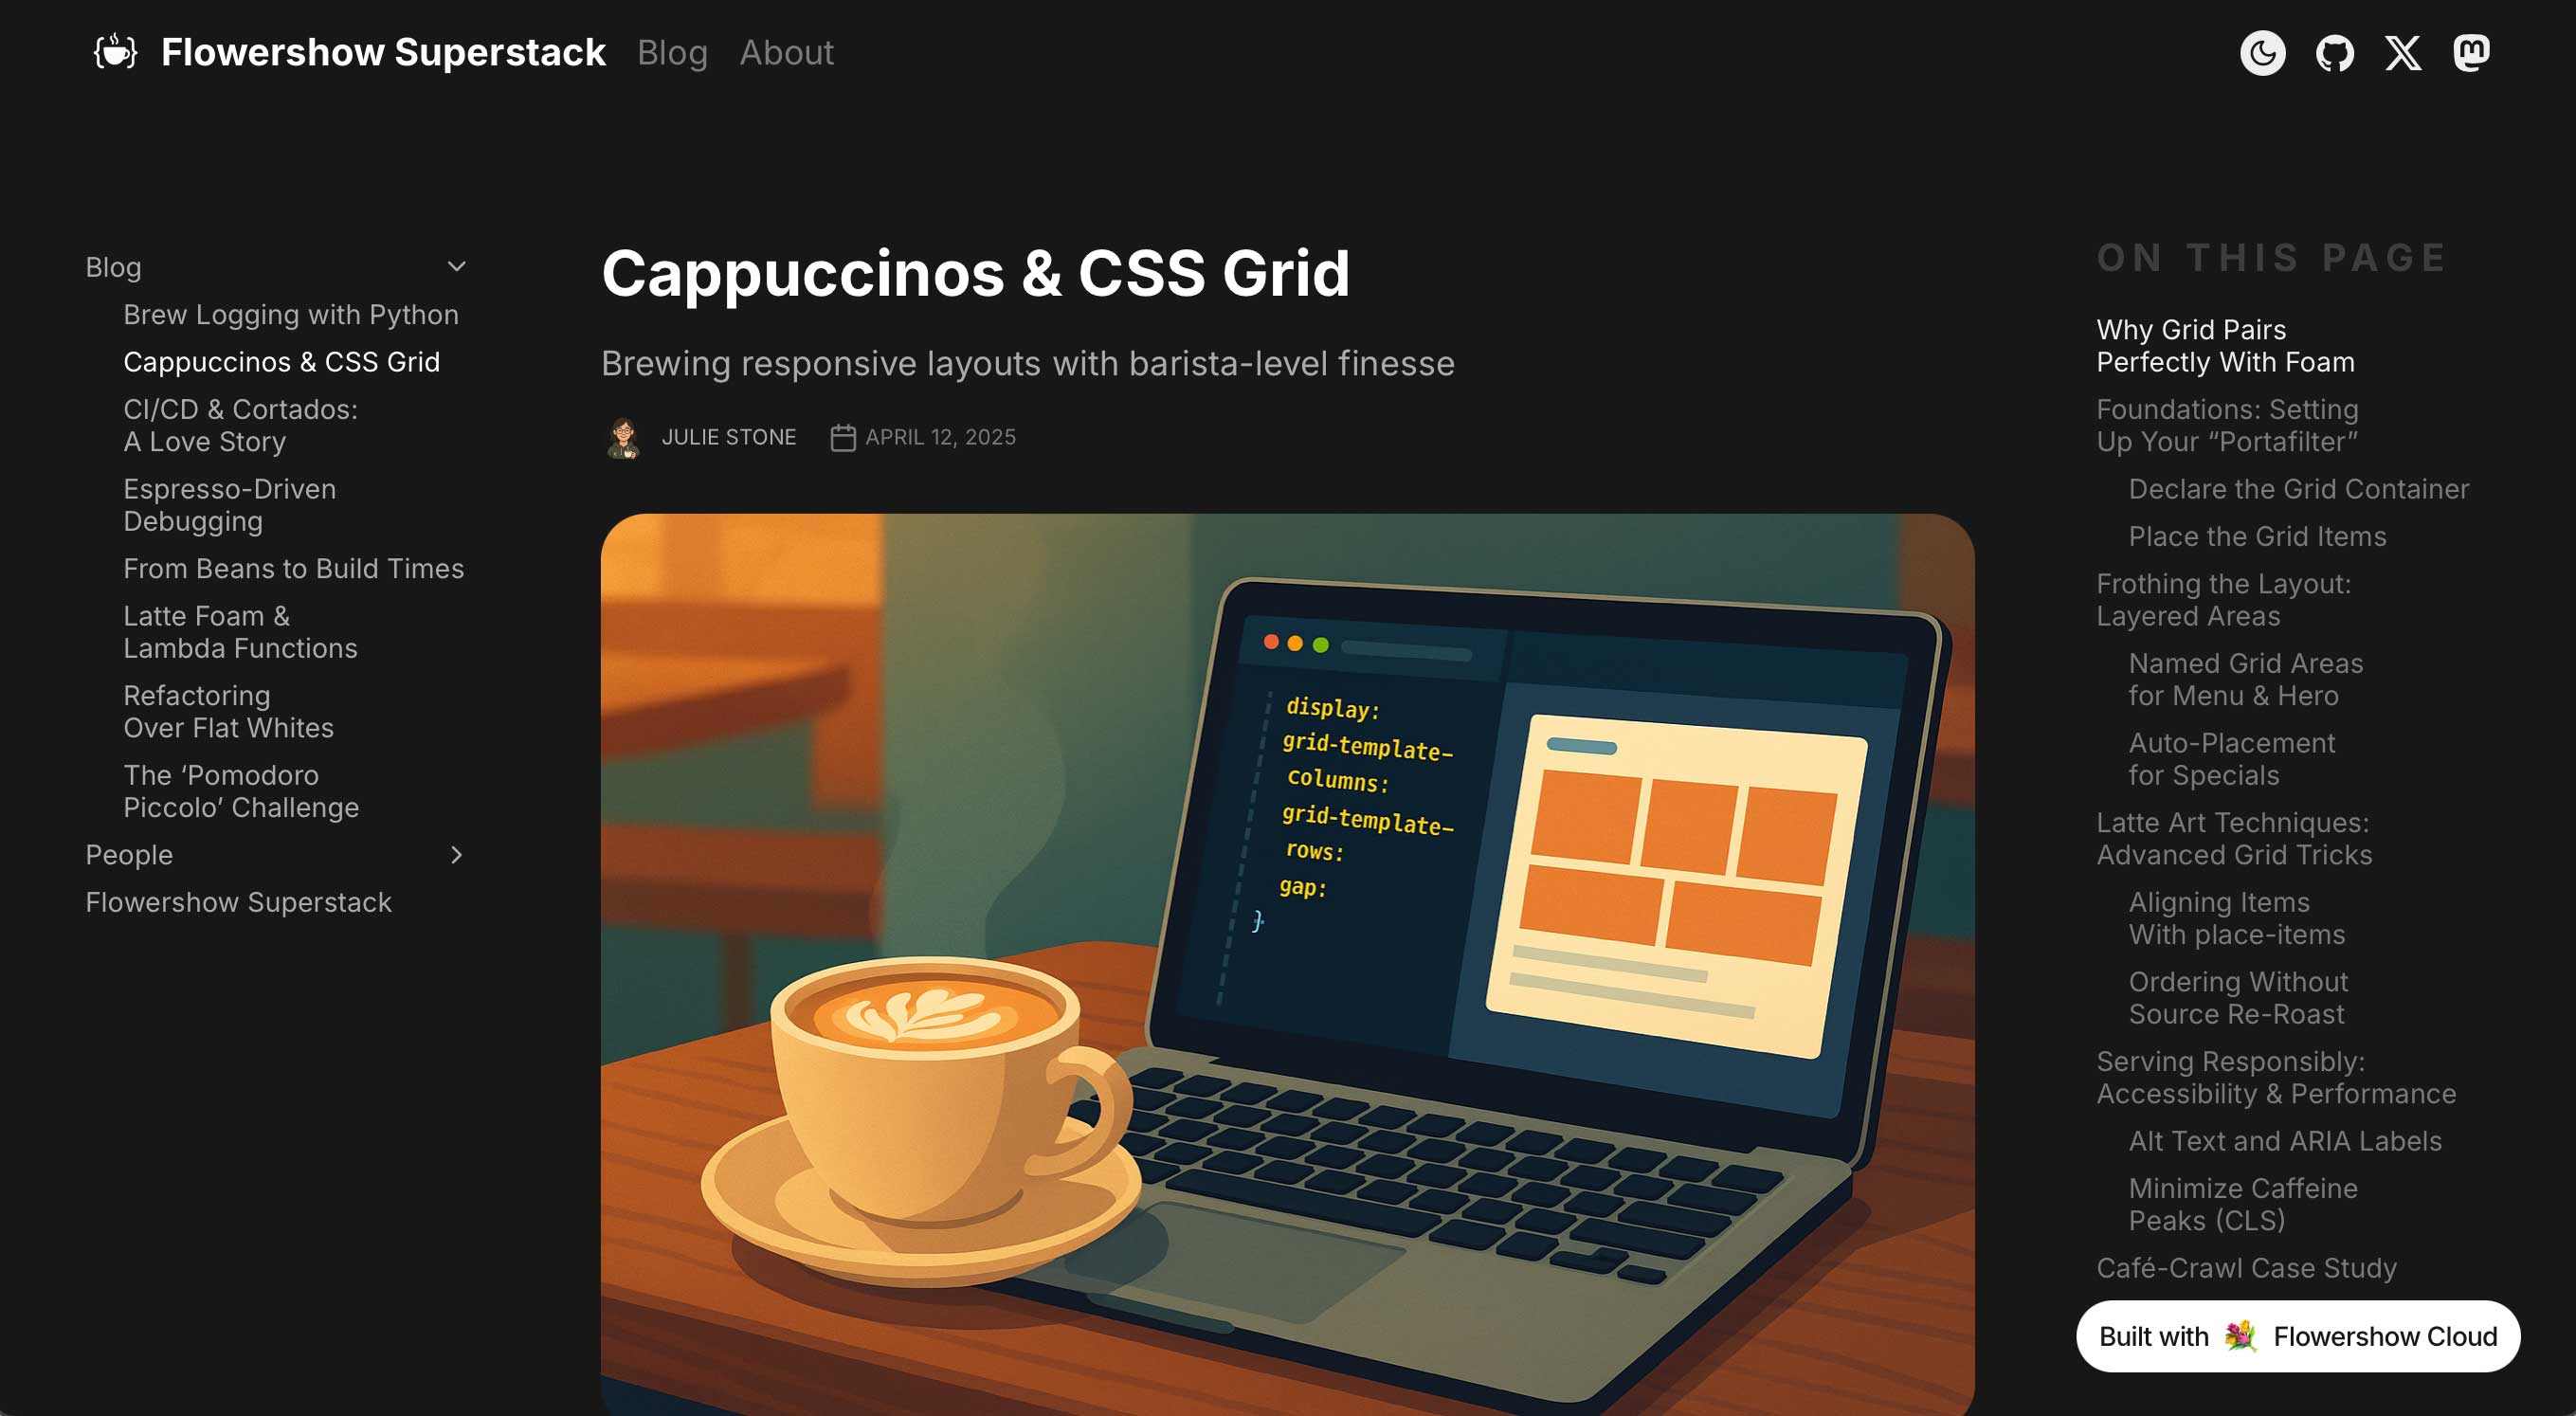 Flowershow Superstack
Blog
About
Blog
Brew Logging with Python
Cappuccinos & CSS Grid
CI/CD & Cortados:
A Love Story
Espresso-Driven
Debugging
From Beans to Build Times
Latte Foam &
Lambda Functions
Refactoring
Over Flat Whites
The ‘Pomodoro
Piccolo’ Challenge
People
Flowershow Superstack
Cappuccinos & CSS Grid
Brewing responsive layouts with barista-level finesse
JULIE STONE
APRIL 12, 2025
display:
grid-template-
columns:
grid-template-
rows:
gap:
}
ON THIS PAGE
Why Grid Pairs
Perfectly With Foam
Foundations: Setting
Up Your “Portafilter”
Declare the Grid Container
Place the Grid Items
Frothing the Layout:
Layered Areas
Named Grid Areas
for Menu & Hero
Auto-Placement
for Specials
Latte Art Techniques:
Advanced Grid Tricks
Aligning Items
With place-items
Ordering Without
Source Re-Roast
Serving Responsibly:
Accessibility & Performance
Alt Text and ARIA Labels
Minimize Caffeine
Peaks (CLS)
Café-Crawl Case Study
Built with Flowershow Cloud